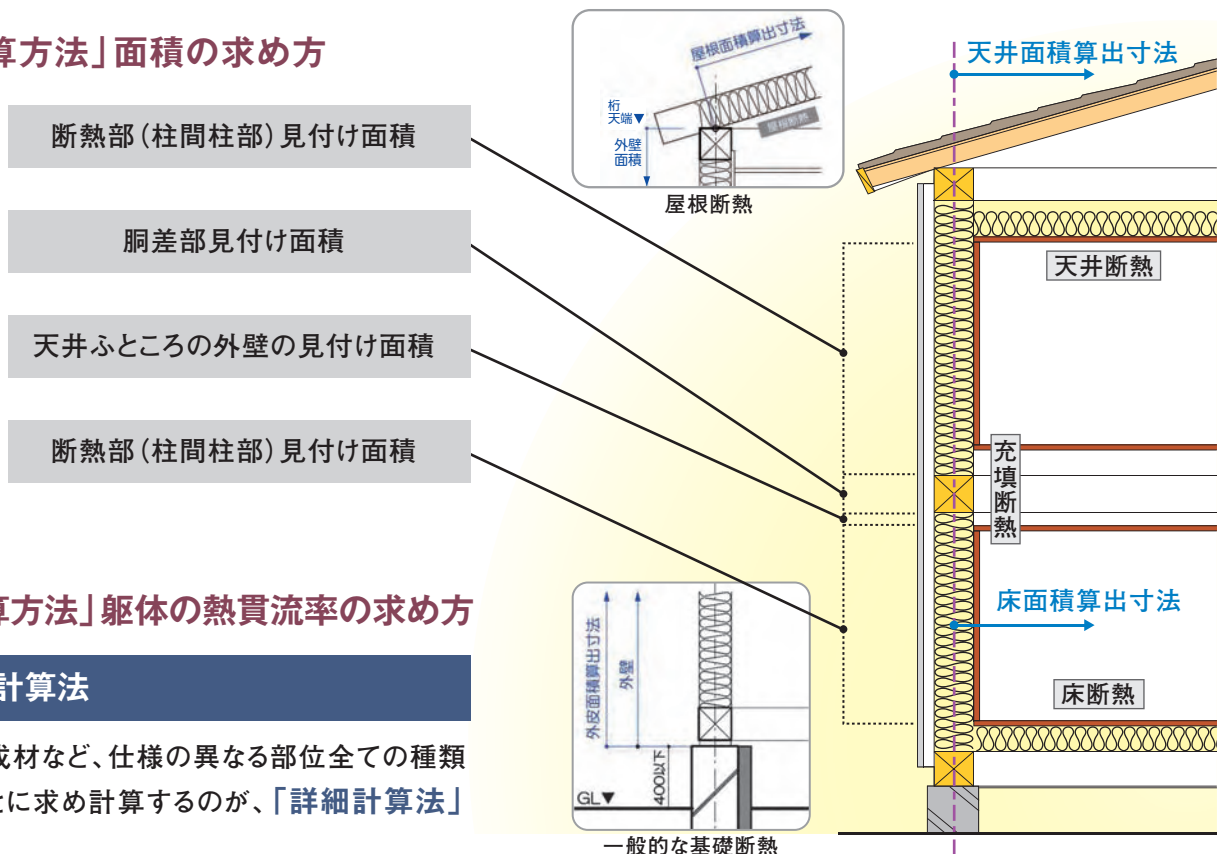 算方法」面積の求め方
断熱部(柱間柱部)見付け面積
胴差部見付け面積
天井ふところの外壁の見付け面積
断熱部(柱間柱部)見付け面積
屋根面積算出寸法
桁
天端▼
外壁
面積
屋根断熱
屋根断熱
天井面積算出寸法
天井断熱
充填断熱
床面積算出寸法
床断熱
外皮面積算出寸法
外壁
400以下
GL▼
一般的な基礎断熱
算方法」躯体の熱貫流率の求め方
計算法
成材など、仕様の異なる部位全ての種類
とに求め計算するのが、「詳細計算法」